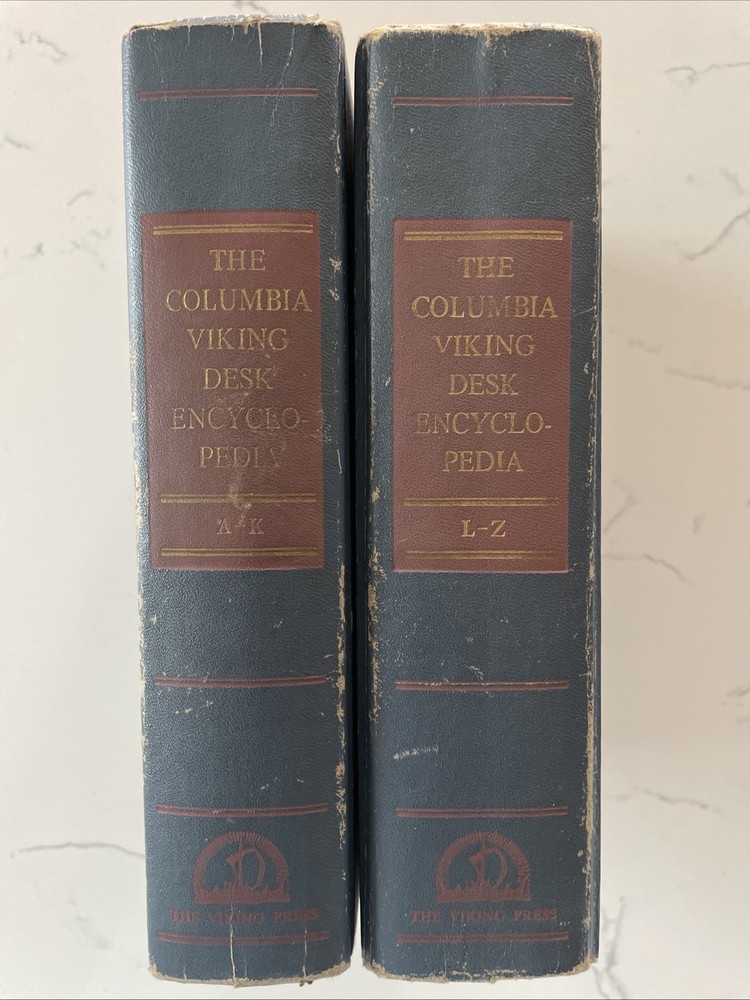 THE
COLUMBIA
VIKING
DESK
ENCYCLO-
PEDIA
A-K
THE VIKING PRESS
THE
COLUMBIA
VIKING
DESK
ENCYCLO-
PEDIA
L-Z
THE VIKING PRESS